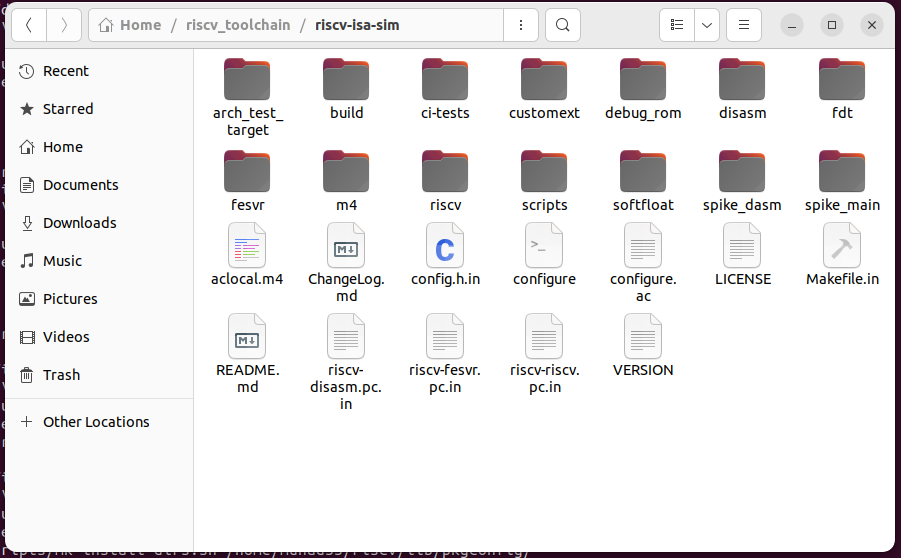 Home / riscv_toolchain / riscv-isa-sim
Recent
Starred
Home
Documents
Downloads
Music
Pictures
Videos
Trash
Other Locations
arch_test_
target
build
ci-tests
customext
debug_rom
disasm
fdt
fesvr
m4
riscv
scripts
softfloat
spike_dasm
spike_main
aclocal.m4
ChangeLog.
md
config.h.in
configure
configure.
ac
LICENSE
Makefile.in
README.
md
riscv-
disasm.pc.
in
riscv-fesvr.
pc.in
riscv-riscv.
pc.in
VERSION